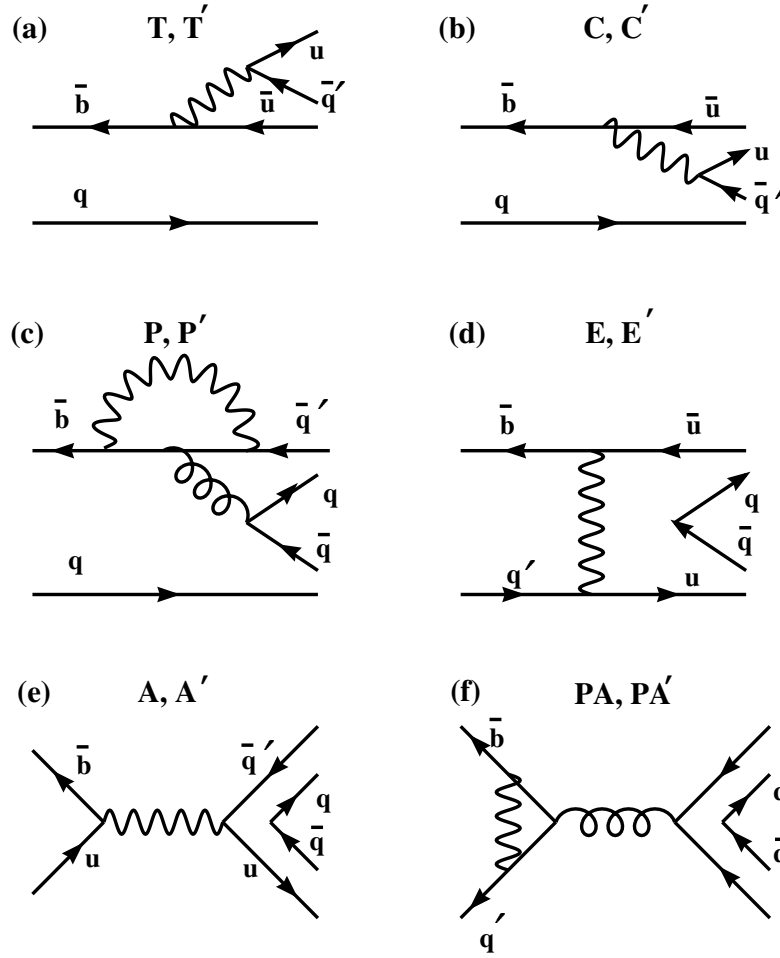 (a) T, T′
u
b̄
ū
q̄′
q
(b) C, C′
b̄
ū
u
q̄′
q
(c) P, P′
b̄
q̄′
q
q̄
q
(d) E, E′
b̄
ū
q
q̄
q′
u
(e) A, A′
b̄
q̄′
q
q̄
u
u
(f) PA, PA′
b̄
q′